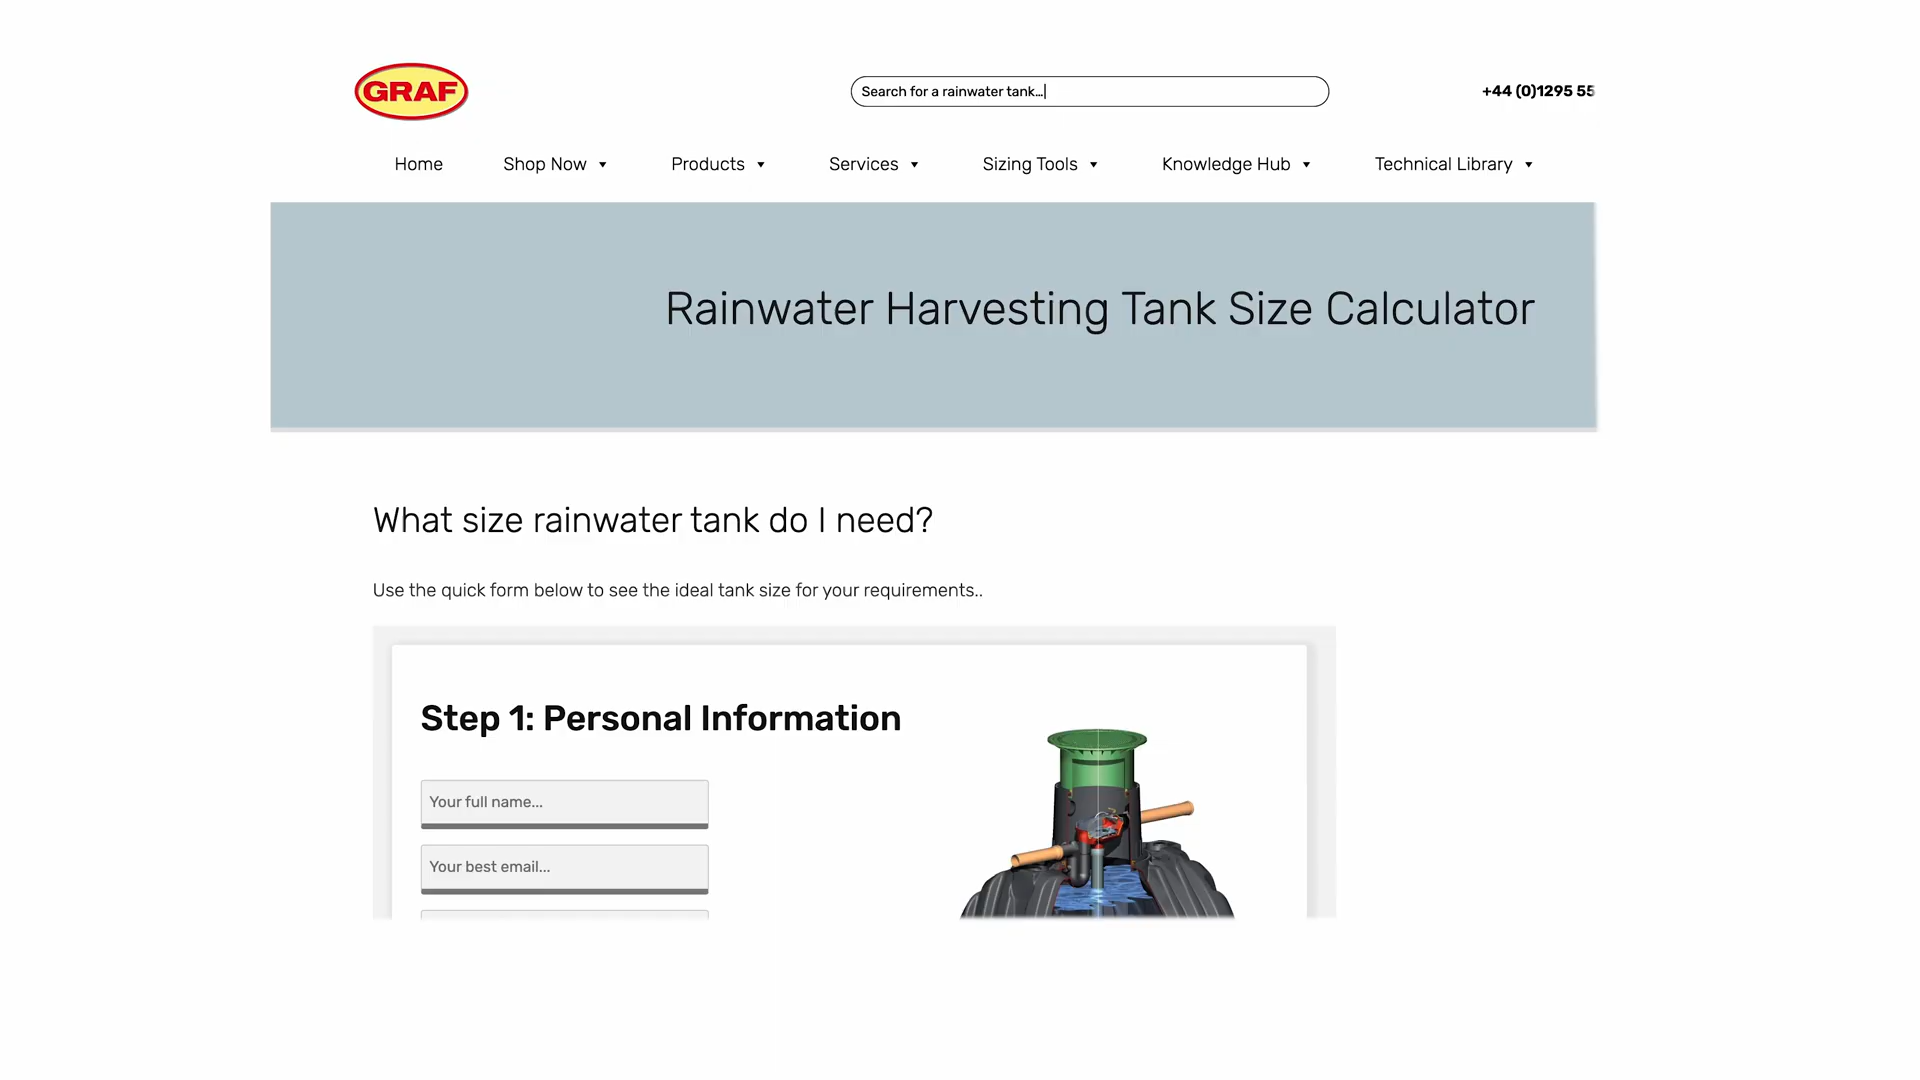 GRAF
Search for a rainwater tank...
+44 (0)1295 55
Home
Shop Now
Products
Services
Sizing Tools
Knowledge Hub
Technical Library
Rainwater Harvesting Tank Size Calculator
What size rainwater tank do I need?
Use the quick form below to see the ideal tank size for your requirements..
Step 1: Personal Information
Your full name...
Your best email...